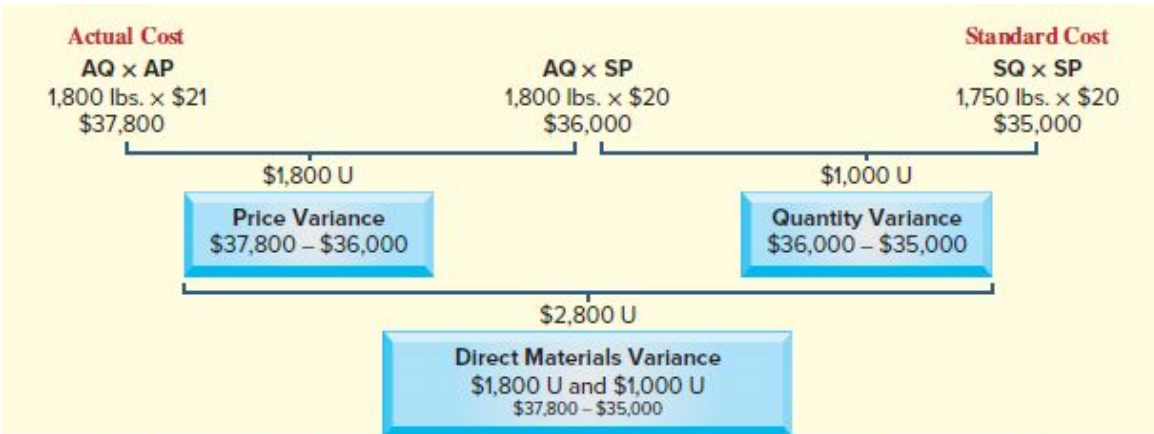 Actual Cost
AQ × AP
1,800 lbs. × $21
$37,800
AQ × SP
1,800 lbs. × $20
$36,000
Standard Cost
SQ × SP
1,750 lbs. × $20
$35,000
$1,800 U
Price Variance
$37,800 – $36,000
$1,000 U
Quantity Variance
$36,000 – $35,000
$2,800 U
Direct Materials Variance
$1,800 U and $1,000 U
$37,800 – $35,000